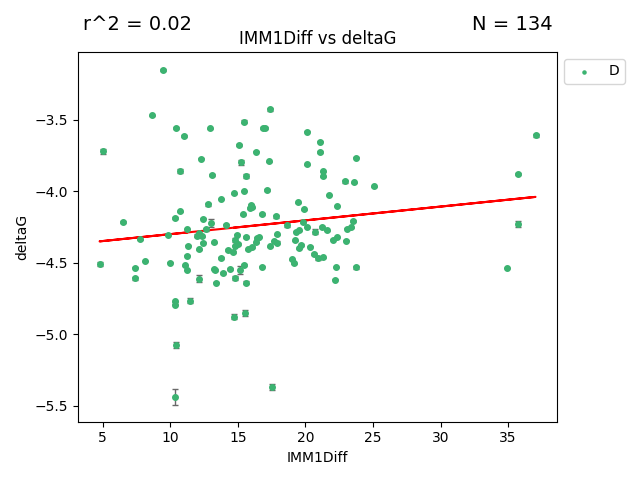 r^2 = 0.02
N = 134
IMM1Diff vs deltaG
D
−3.5
−4.0
−4.5
−5.0
−5.5
deltaG
5
10
15
20
25
30
35
IMM1Diff